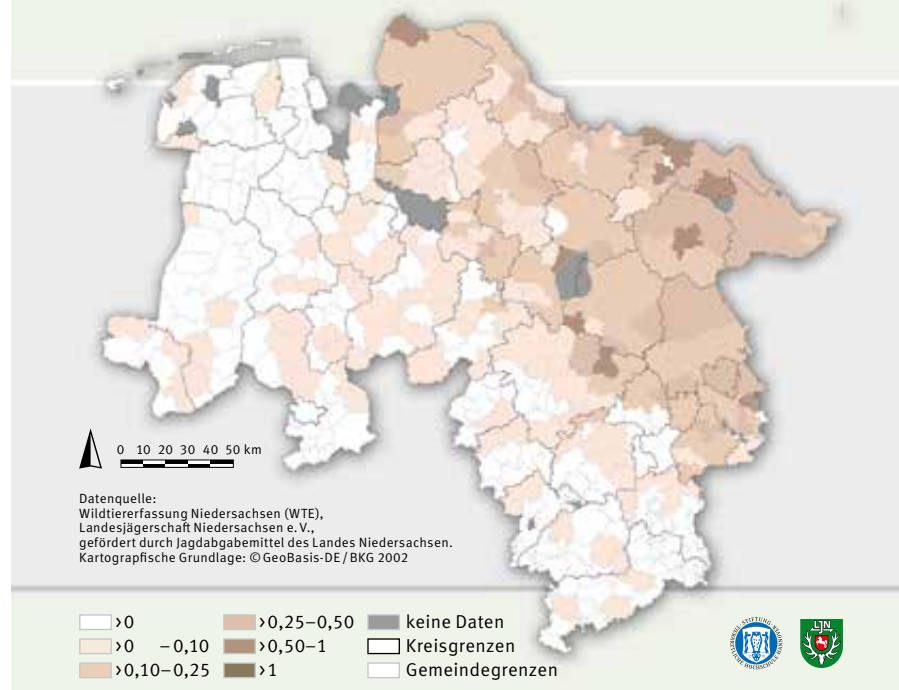 0 10 20 30 40 50 km
Datenquelle:
Wildtiererfassung Niedersachsen (WTE),
Landesjägerschaft Niedersachsen e. V.,
gefördert durch Jagdabgabemittel des Landes Niedersachsen.
Kartografische Grundlage: © GeoBasis-DE / BKG 2002
>0
>0 –0,10
>0,10–0,25
>0,25–0,50
>0,50–1
>1
keine Daten
Kreisgrenzen
Gemeindegrenzen
LJN